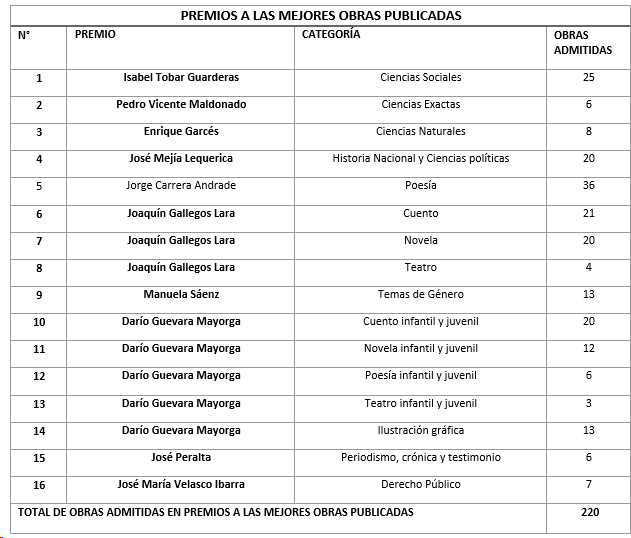 PREMIOS A LAS MEJORES OBRAS PUBLICADAS
N° PREMIO CATEGORÍA OBRAS ADMITIDAS
1 Isabel Tobar Guarderas Ciencias Sociales 25
2 Pedro Vicente Maldonado Ciencias Exactas 6
3 Enrique Garcés Ciencias Naturales 8
4 José Mejía Lequerica Historia Nacional y Ciencias políticas 20
5 Jorge Carrera Andrade Poesía 36
6 Joaquín Gallegos Lara Cuento 21
7 Joaquín Gallegos Lara Novela 20
8 Joaquín Gallegos Lara Teatro 4
9 Manuela Sáenz Temas de Género 13
10 Darío Guevara Mayorga Cuento infantil y juvenil 20
11 Darío Guevara Mayorga Novela infantil y juvenil 12
12 Darío Guevara Mayorga Poesía infantil y juvenil 6
13 Darío Guevara Mayorga Teatro infantil y juvenil 3
14 Darío Guevara Mayorga Ilustración gráfica 13
15 José Peralta Periodismo, crónica y testimonio 6
16 José María Velasco Ibarra Derecho Público 7
TOTAL DE OBRAS ADMITIDAS EN PREMIOS A LAS MEJORES OBRAS PUBLICADAS 220